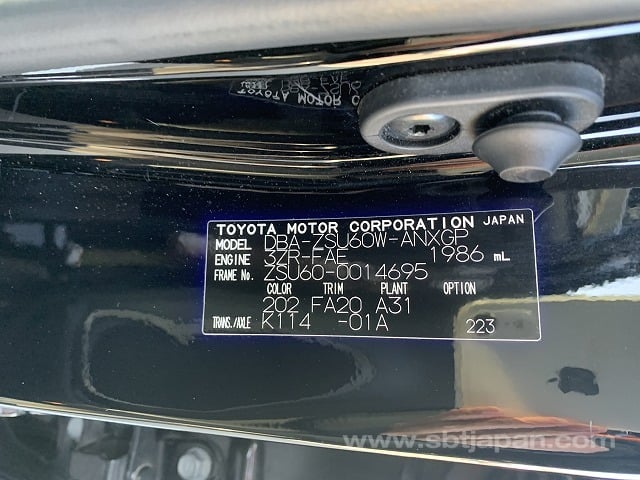 TOYOTA MOTOR CORPORATION JAPAN
MODEL DBA-ZSU60W-ANXGP
ENGINE 3ZR-FAE 1986 mL
FRAME No. ZSU60-0014695
COLOR TRIM PLANT OPTION
202 FA20 A31
TRANS./AXLE K114 -01A 223
www.sbtjapan.com